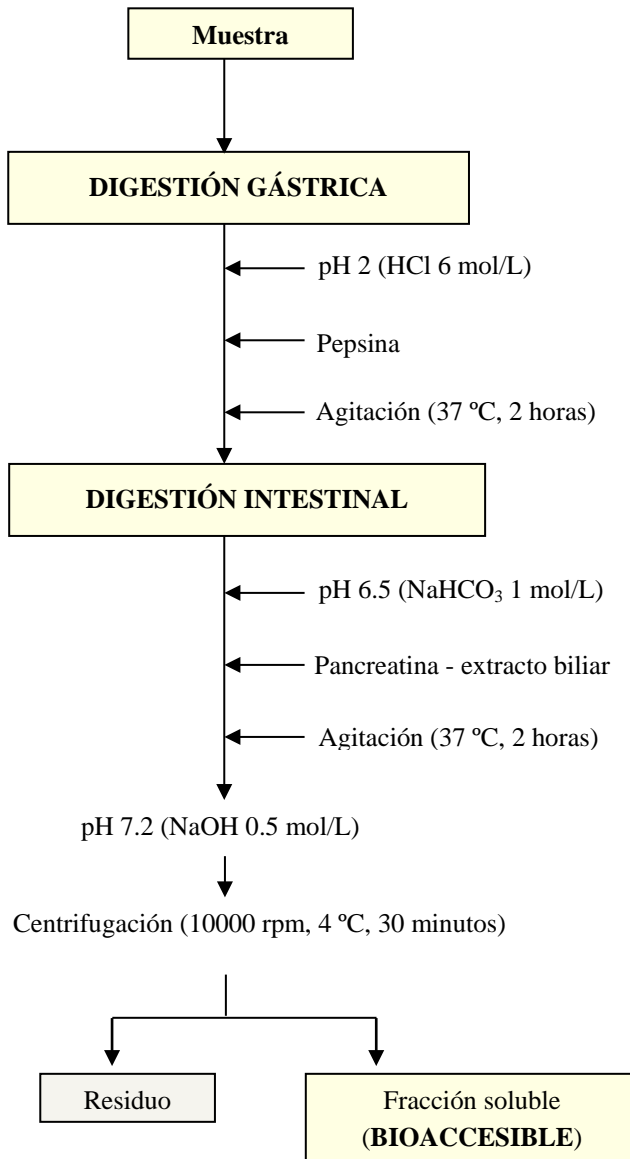 Muestra
DIGESTIÓN GÁSTRICA
pH 2 (HCl 6 mol/L)
Pepsina
Agitación (37 ºC, 2 horas)
DIGESTIÓN INTESTINAL
pH 6.5 (NaHCO₃ 1 mol/L)
Pancreatina - extracto biliar
Agitación (37 ºC, 2 horas)
pH 7.2 (NaOH 0.5 mol/L)
Centrifugación (10000 rpm, 4 ºC, 30 minutos)
Residuo
Fracción soluble
(BIOACCESIBLE)